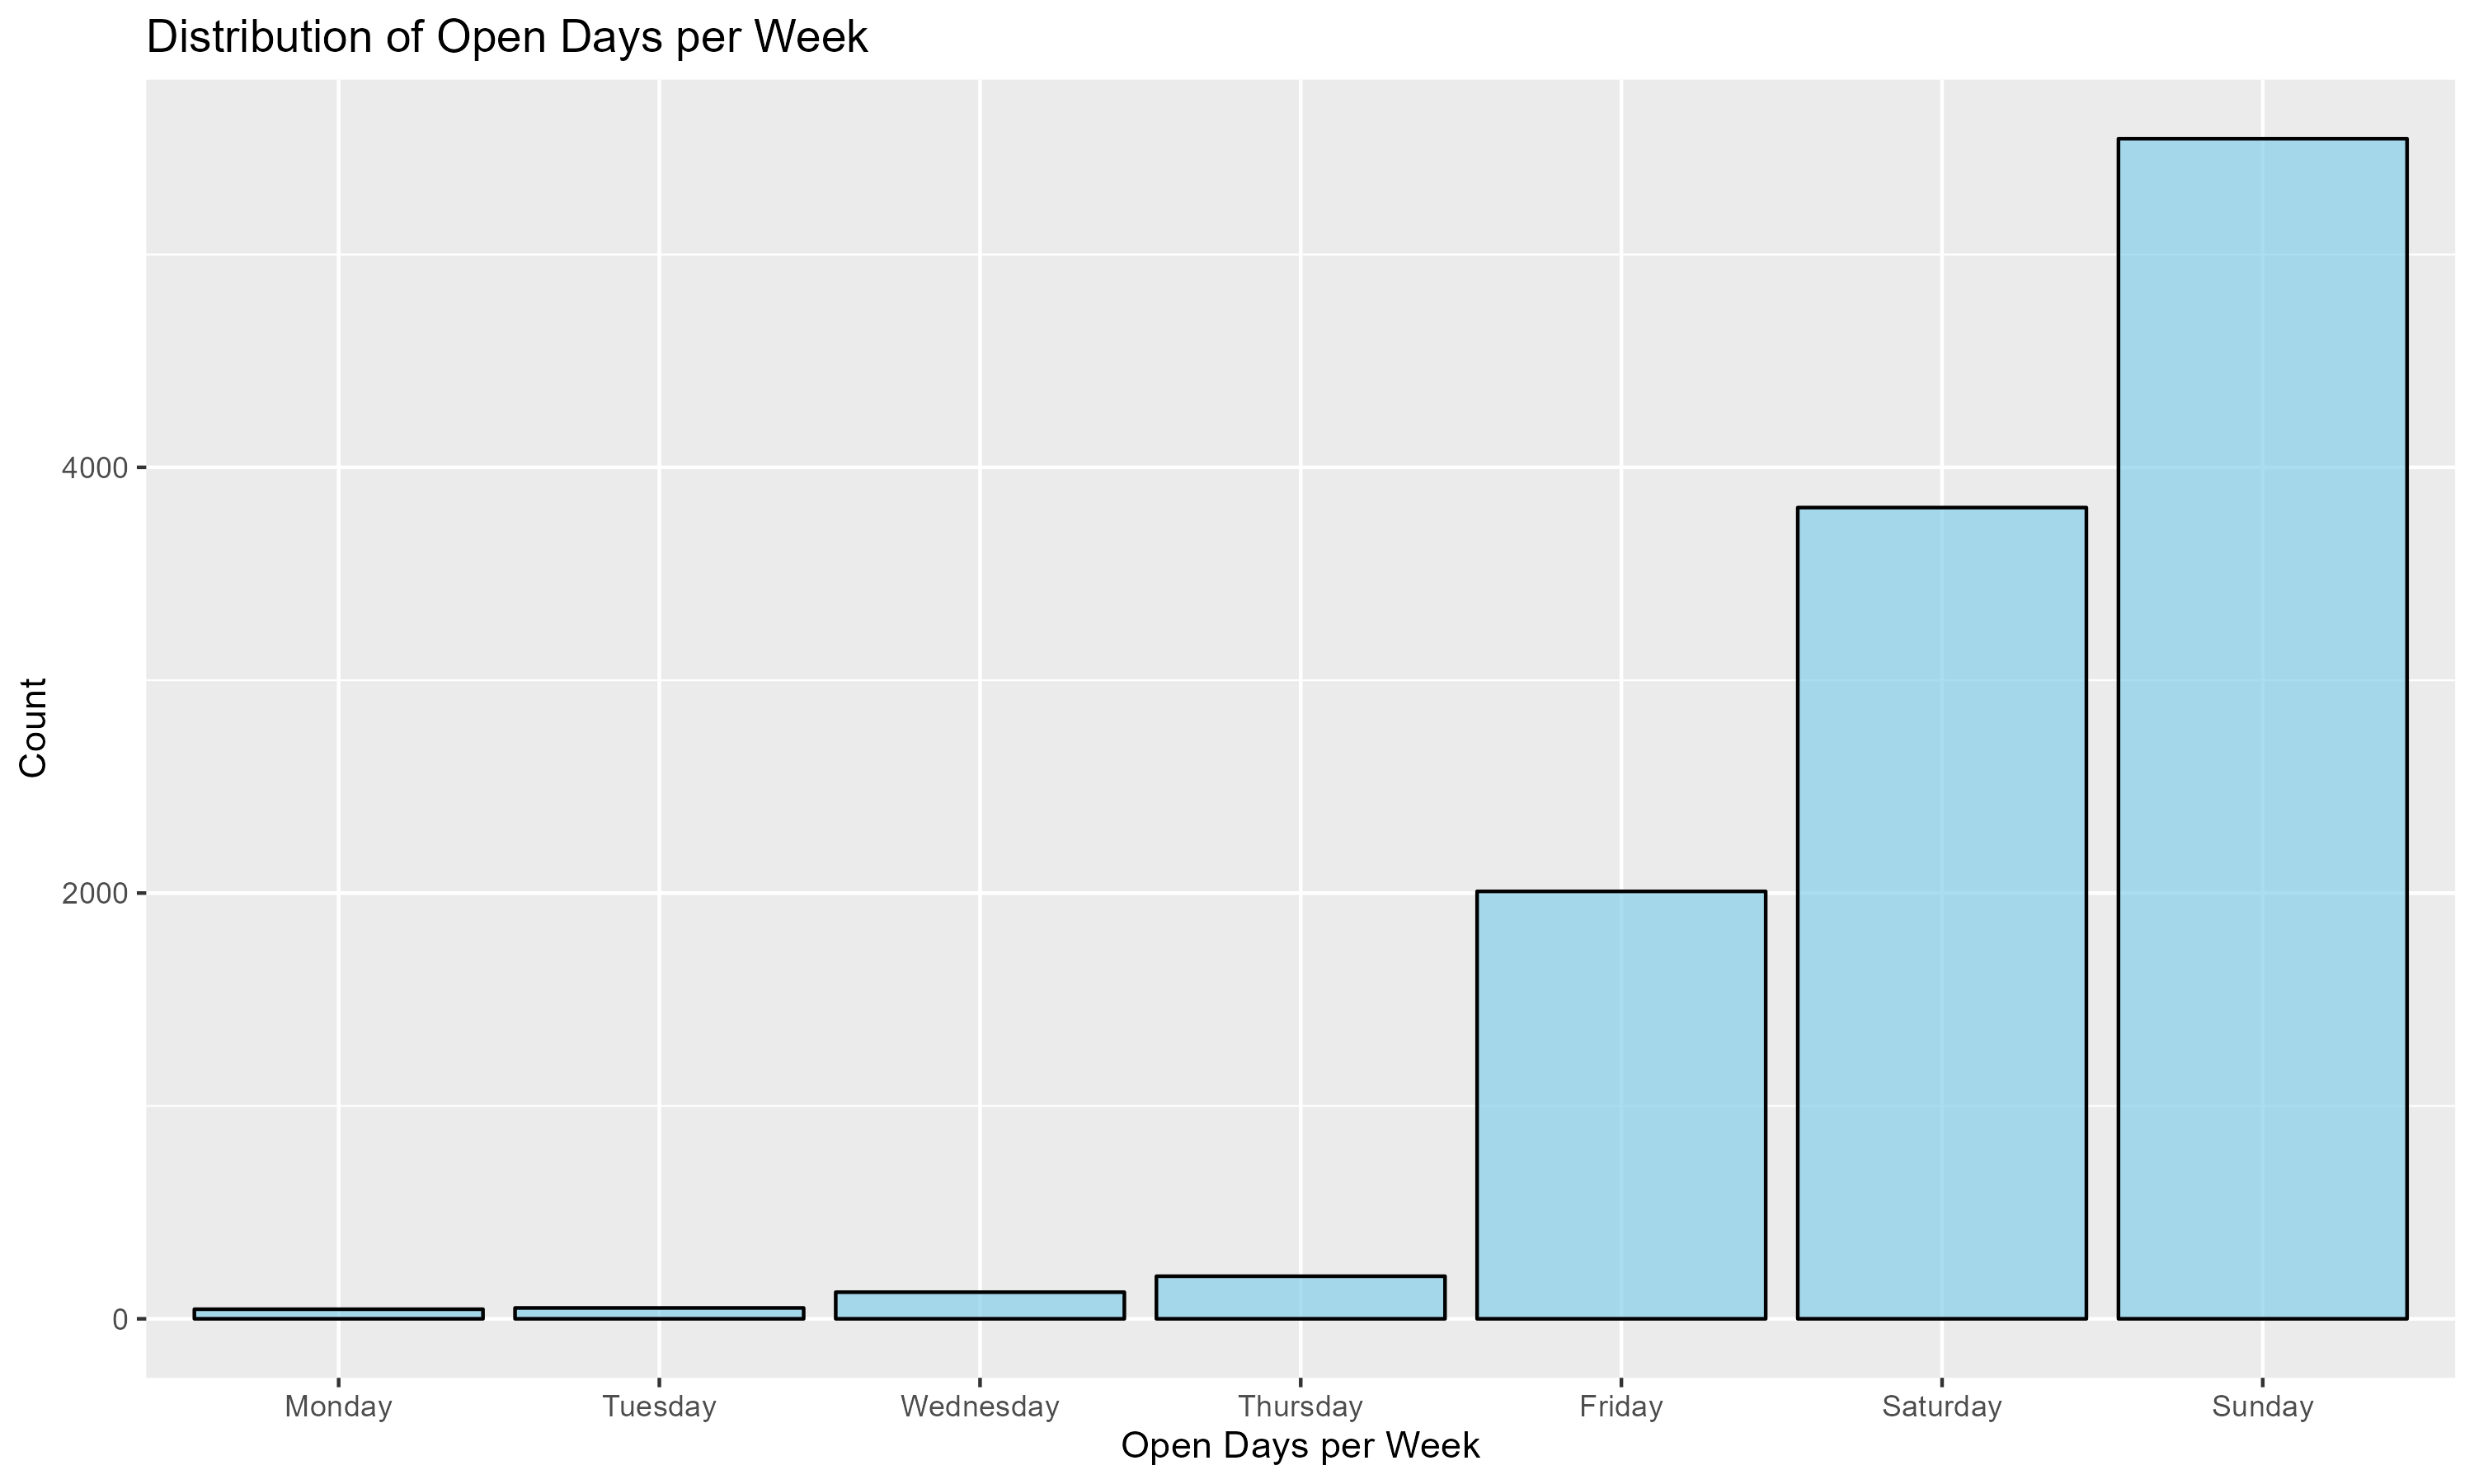 Distribution of Open Days per Week
Count
4000
2000
0
Monday Tuesday Wednesday Thursday Friday Saturday Sunday
Open Days per Week